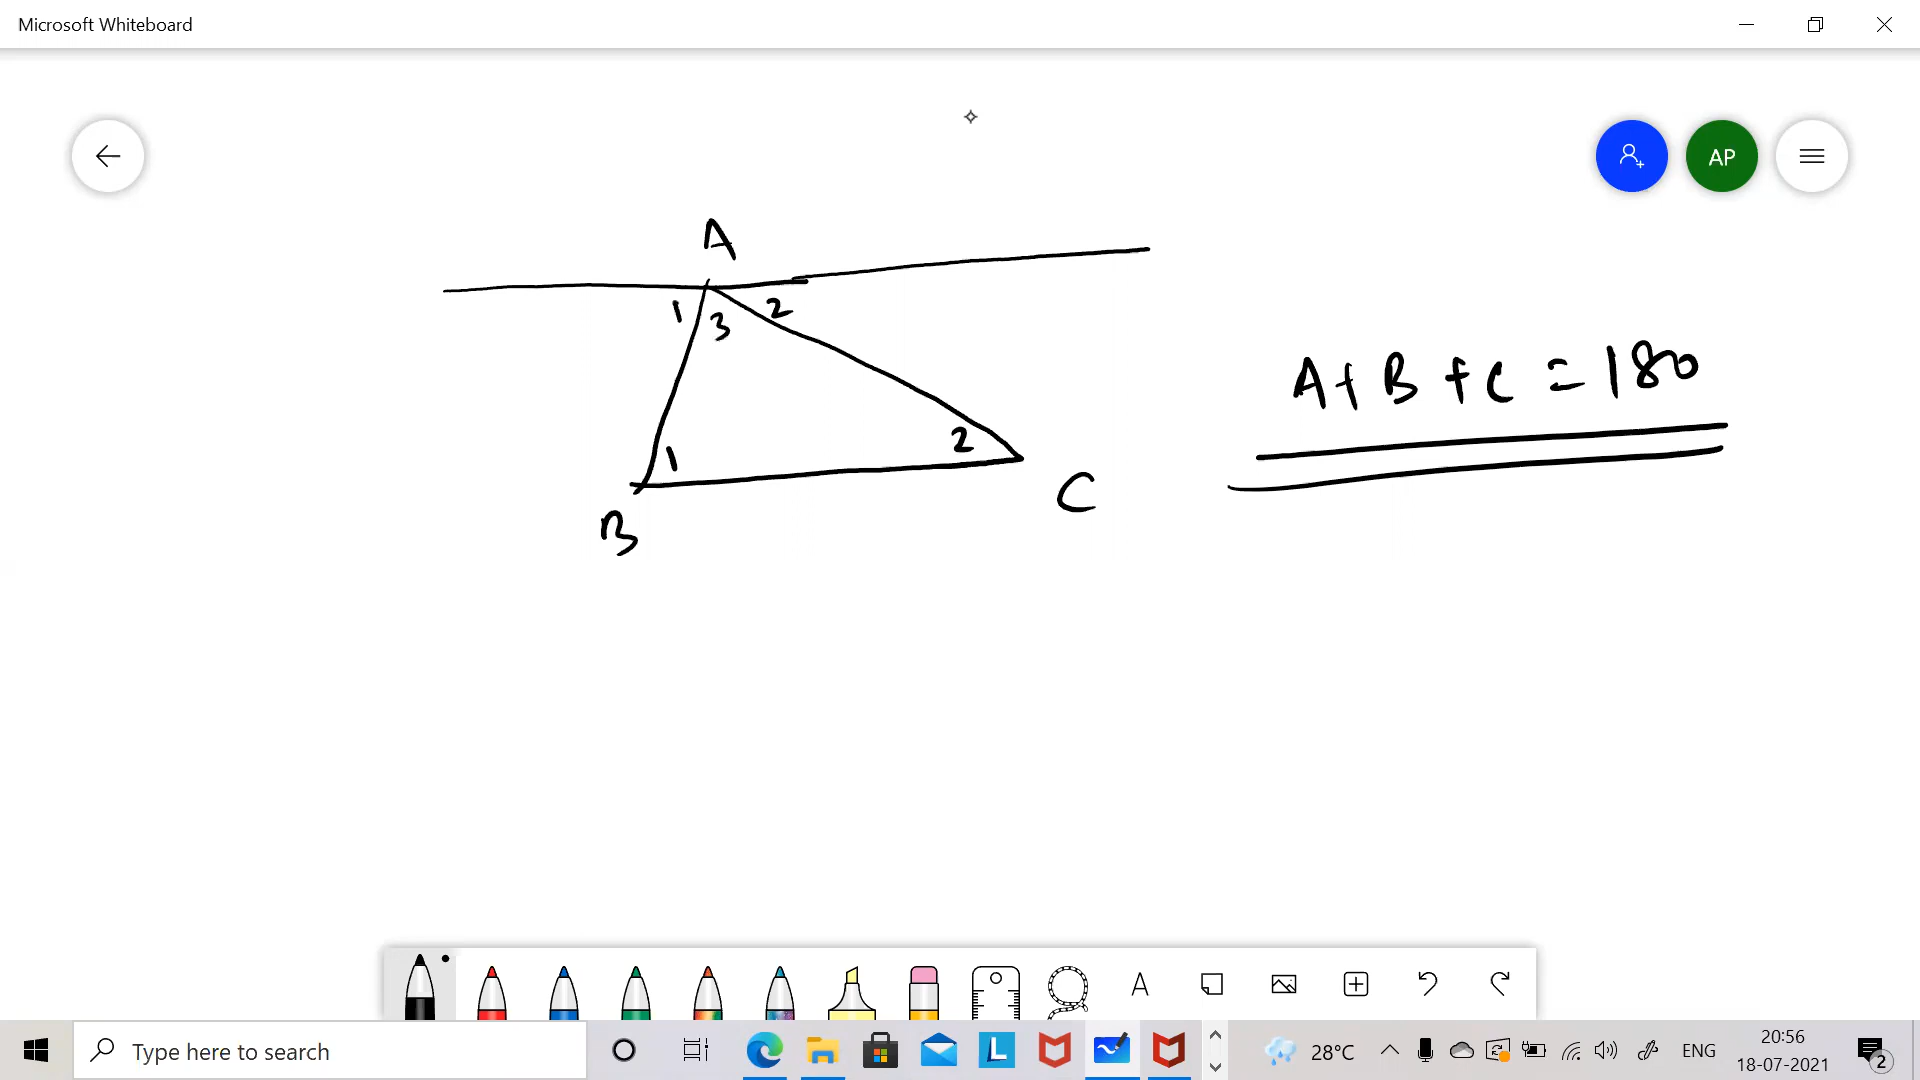 Microsoft Whiteboard
AP
A
1 3 2
1 2
B C
A+B+C=180
A
Type here to search
L
28°C
ENG
20:56
18-07-2021
2